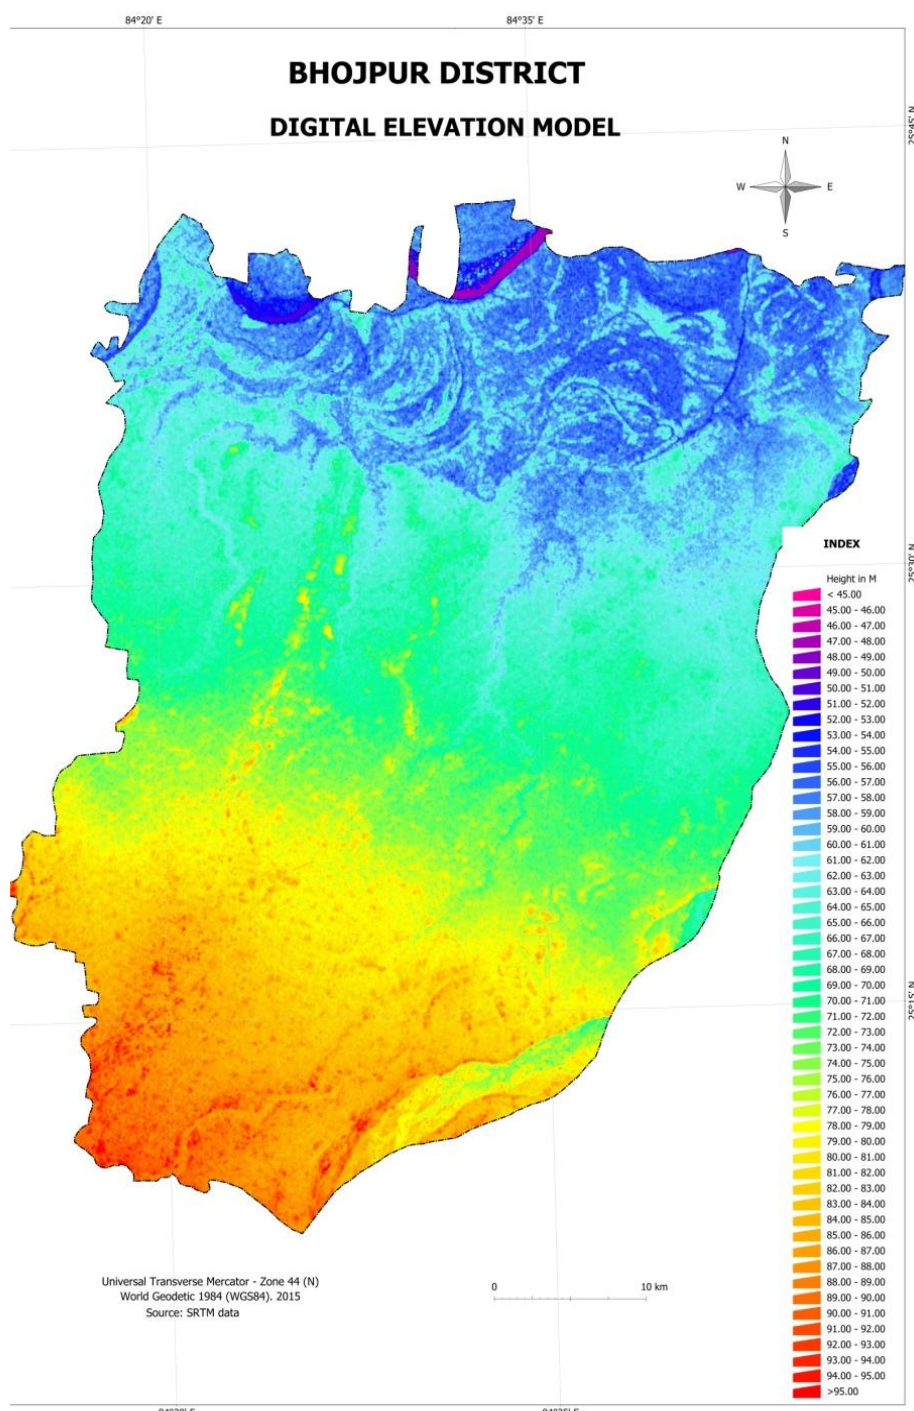 84°20' E
84°35' E
BHOJPUR DISTRICT
DIGITAL ELEVATION MODEL
25°45' N
N
W
E
S
25°30' N
INDEX
Height in M
< 45.00
45.00 - 46.00
46.00 - 47.00
47.00 - 48.00
48.00 - 49.00
49.00 - 50.00
50.00 - 51.00
51.00 - 52.00
52.00 - 53.00
53.00 - 54.00
54.00 - 55.00
55.00 - 56.00
56.00 - 57.00
57.00 - 58.00
58.00 - 59.00
59.00 - 60.00
60.00 - 61.00
61.00 - 62.00
62.00 - 63.00
63.00 - 64.00
64.00 - 65.00
65.00 - 66.00
66.00 - 67.00
67.00 - 68.00
68.00 - 69.00
69.00 - 70.00
70.00 - 71.00
71.00 - 72.00
72.00 - 73.00
73.00 - 74.00
74.00 - 75.00
75.00 - 76.00
76.00 - 77.00
77.00 - 78.00
78.00 - 79.00
79.00 - 80.00
80.00 - 81.00
81.00 - 82.00
82.00 - 83.00
83.00 - 84.00
84.00 - 85.00
85.00 - 86.00
86.00 - 87.00
87.00 - 88.00
88.00 - 89.00
89.00 - 90.00
90.00 - 91.00
91.00 - 92.00
92.00 - 93.00
93.00 - 94.00
94.00 - 95.00
>95.00
25°15' N
Universal Transverse Mercator - Zone 44 (N)
World Geodetic 1984 (WGS84). 2015
Source: SRTM data
0
10 km